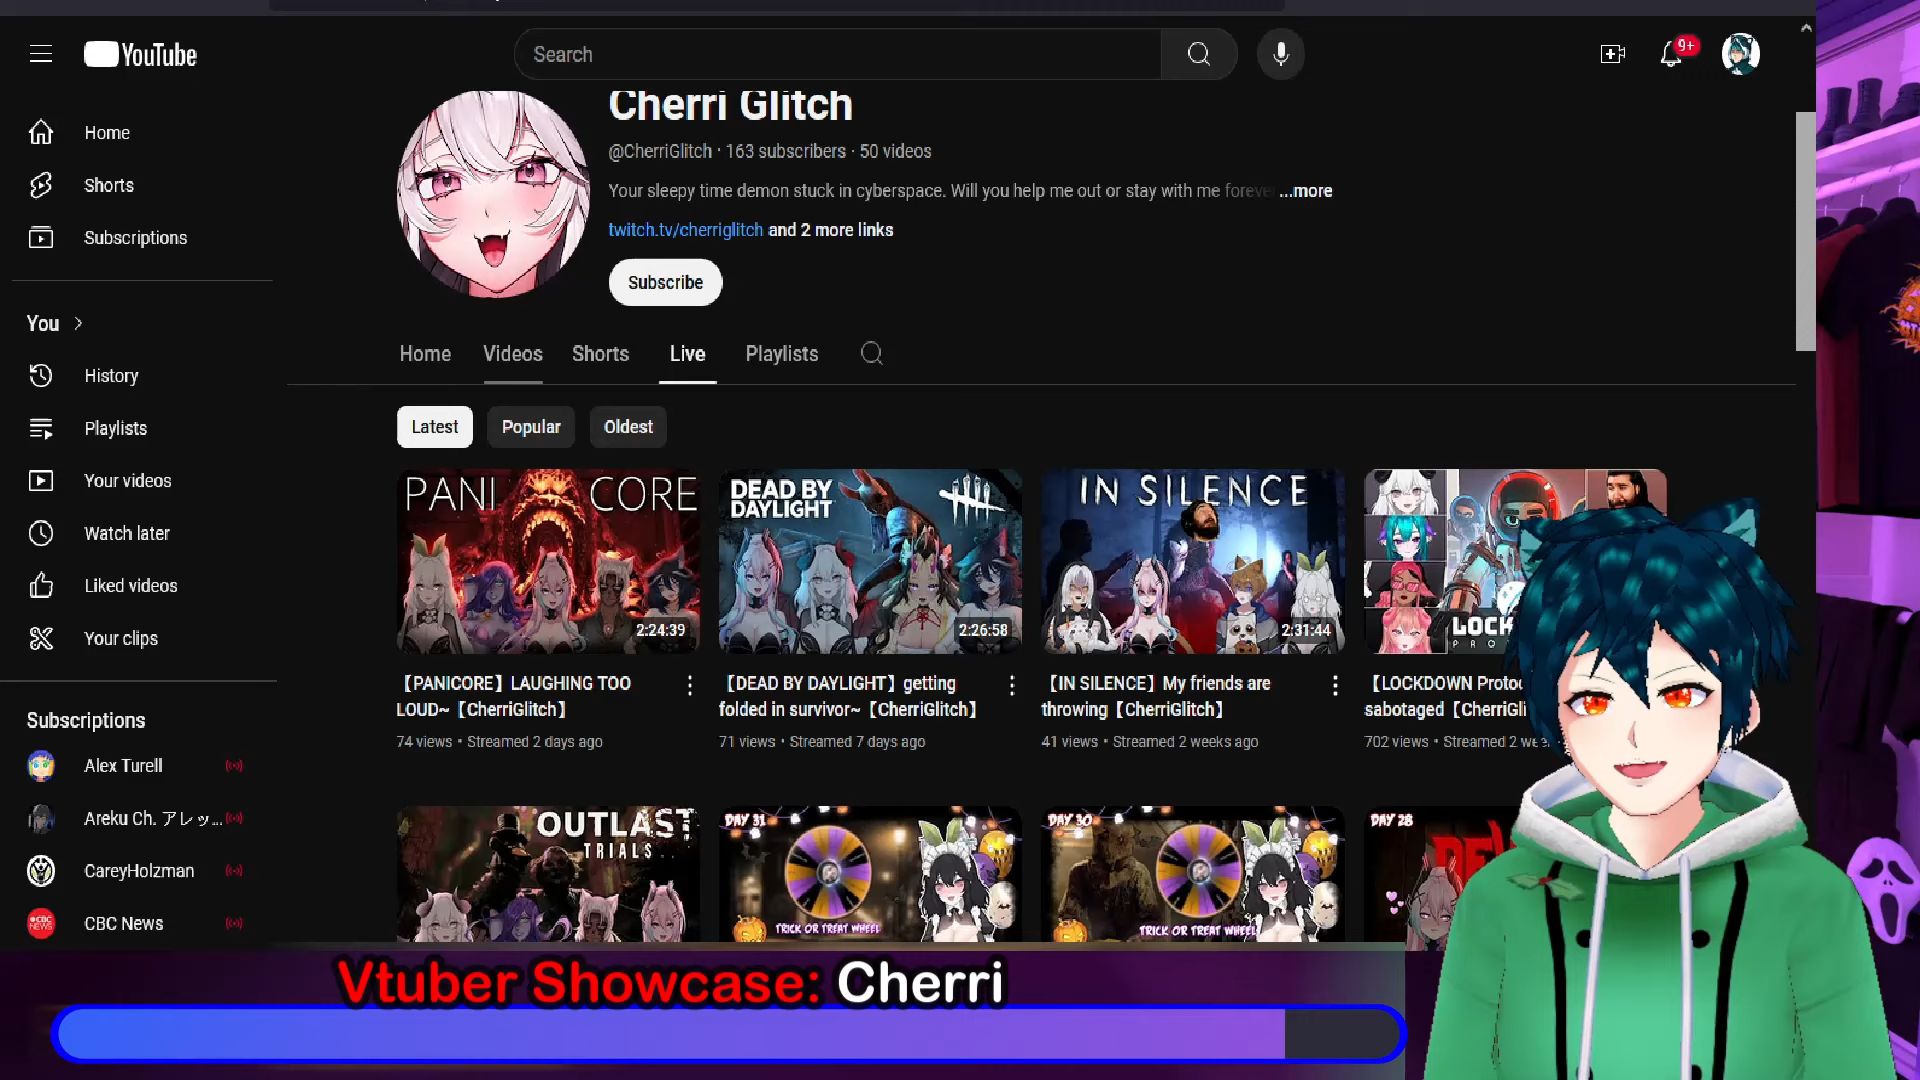 YouTube
Search
9+
Home
Shorts
Subscriptions
You
History
Playlists
Your videos
Watch later
Liked videos
Your clips
Subscriptions
Alex Turell
Areku Ch. アレッ...
CareyHolzman
CBC News
Cherri Glitch
@CherriGlitch · 163 subscribers · 50 videos
Your sleepy time demon stuck in cyberspace. Will you help me out or stay with me foreve ...more
twitch.tv/cherriglitch and 2 more links
Subscribe
Home Videos Shorts Live Playlists
Latest Popular Oldest
PANI CORE
2:24:39
【PANICORE】LAUGHING TOO
LOUD~【CherriGlitch】
74 views • Streamed 2 days ago
DEAD BY
DAYLIGHT
2:26:58
【DEAD BY DAYLIGHT】getting
folded in survivor~【CherriGlitch】
71 views • Streamed 7 days ago
IN SILENCE
2:31:44
【IN SILENCE】My friends are
throwing【CherriGlitch】
41 views • Streamed 2 weeks ago
LOCK
PRO
【LOCKDOWN Proto
sabotaged【CherriGli
702 views • Streamed 2 wee
OUTLAST
TRIALS
DAY 31
TRICK OR TREAT WHEEL
DAY 30
TRICK OR TREAT WHEEL
DAY 28
DEV
Vtuber Showcase: Cherri